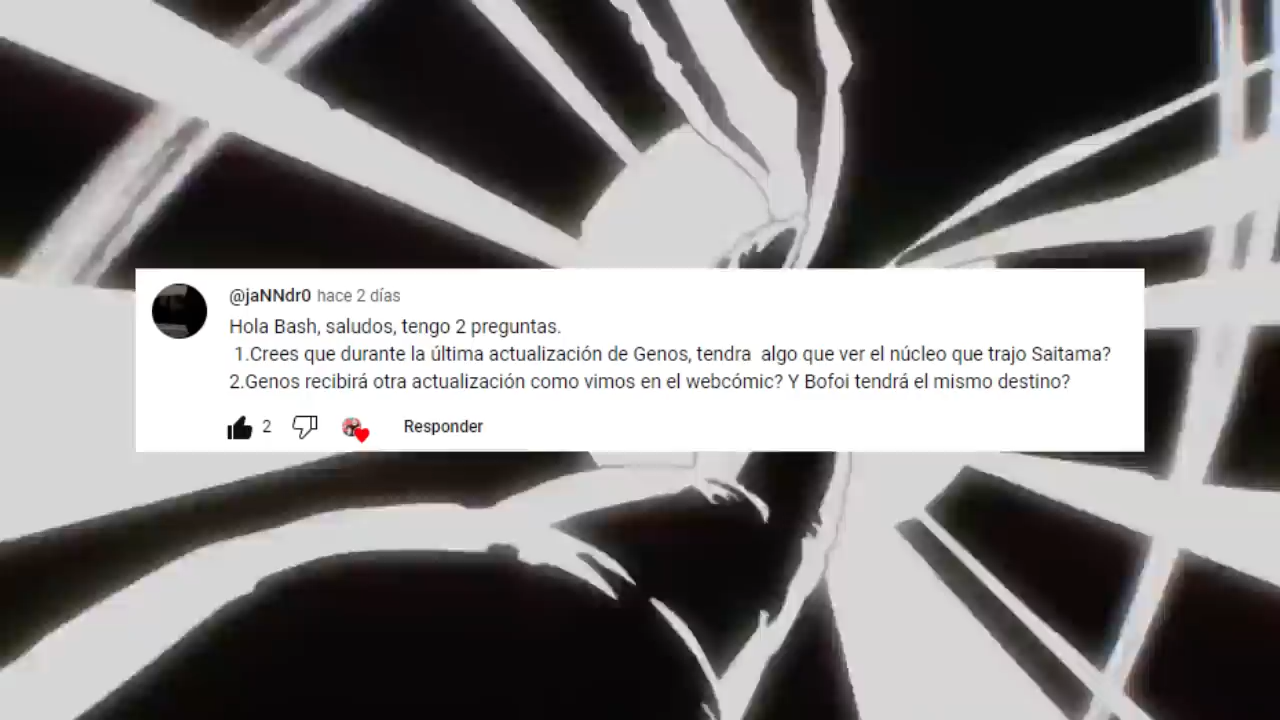 @jaNNdr0 hace 2 días
Hola Bash, saludos, tengo 2 preguntas.
1.Crees que durante la última actualización de Genos, tendra algo que ver el núcleo que trajo Saitama?
2.Genos recibirá otra actualización como vimos en el webcómic? Y Bofoi tendrá el mismo destino?
2 Responder